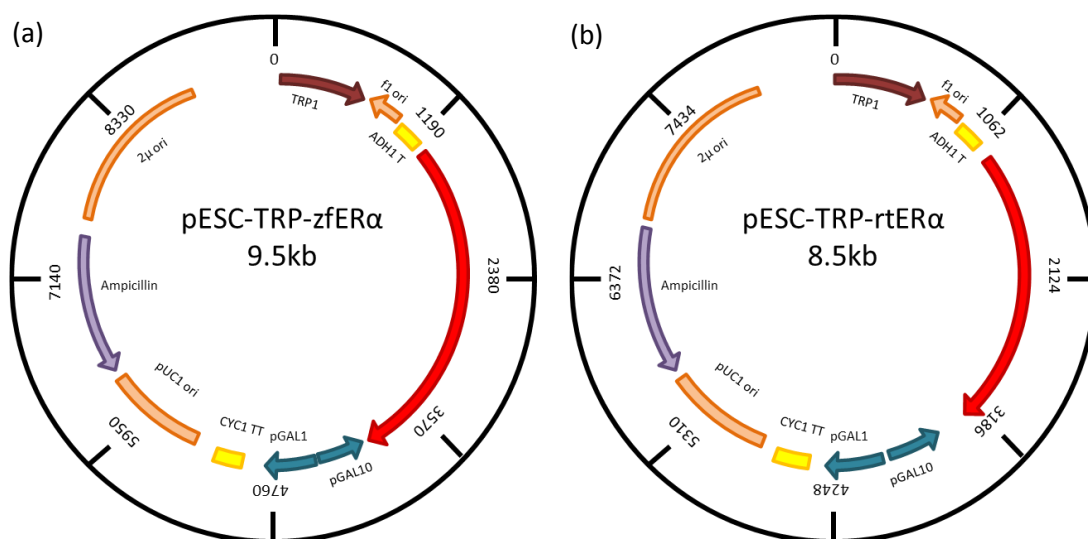 (a)
0
TRP1
f1 ori
1190
ADH1 T
2380
3570
pGAL10
pGAL1
4760
CYC1 TT
5950
pUC1 ori
Ampicillin
7140
2µ ori
8330
pESC-TRP-zfERα
9.5kb
(b)
0
TRP1
f1 ori
1062
ADH1 T
2124
3186
pGAL10
pGAL1
4248
CYC1 TT
5310
pUC1 ori
Ampicillin
6372
2µ ori
7434
pESC-TRP-rtERα
8.5kb